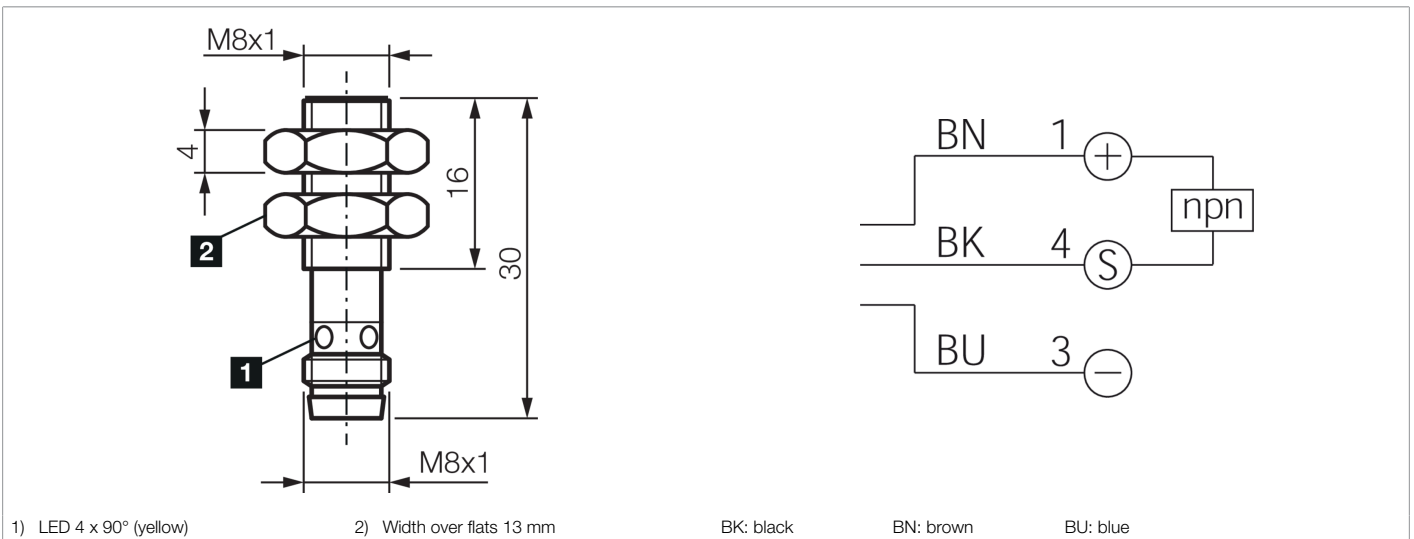 M8x1
4
16
30
2
1
M8x1
BN 1 +
npn
BK 4 S
BU 3 −
1) LED 4 x 90° (yellow) 2) Width over flats 13 mm BK: black BN: brown BU: blue